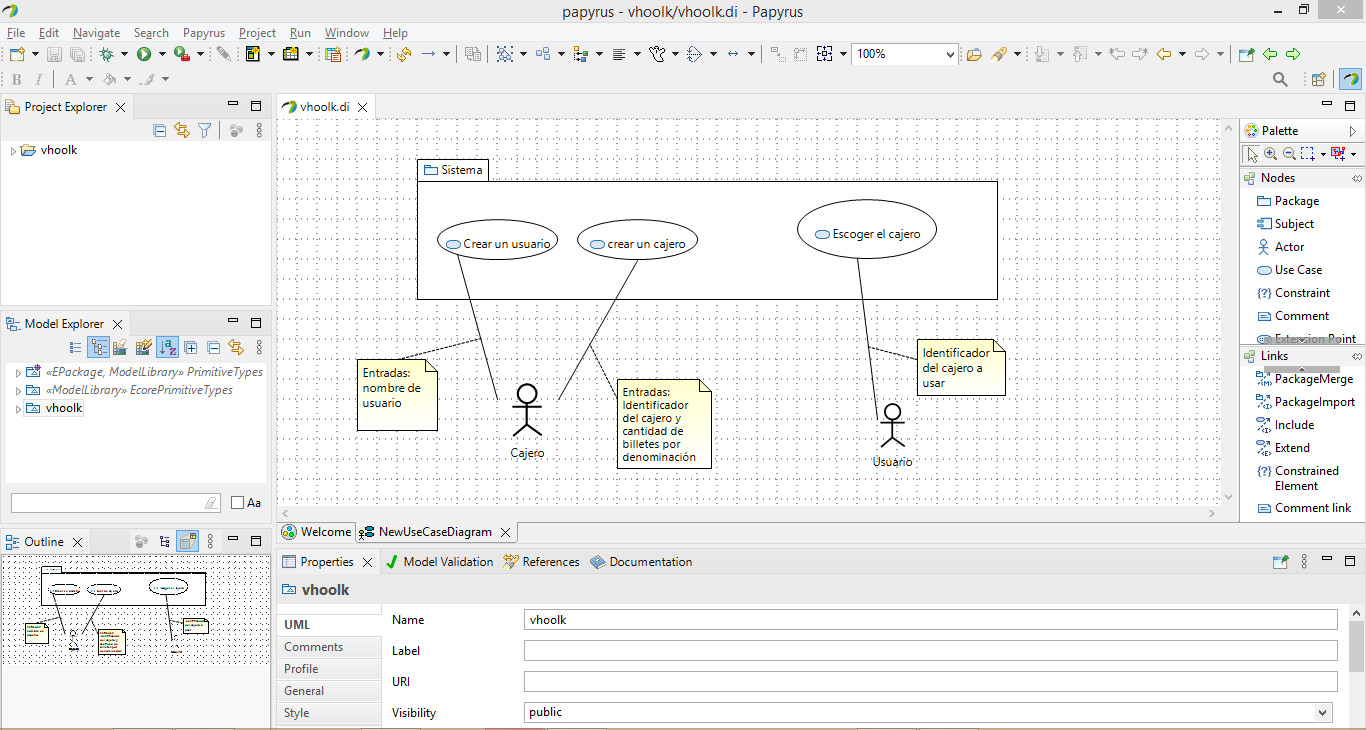 papyrus - vhoolk/vhoolk.di - Papyrus
File Edit Navigate Search Papyrus Project Run Window Help
100%
B I A
Project Explorer
vhoolk
vhoolk.di
Sistema
Crear un usuario
crear un cajero
Escoger el cajero
Entradas:
nombre de
usuario
Cajero
Entradas:
Identificador
del cajero y
cantidad de
billetes por
denominación
Identificador
del cajero a
usar
Usuario
Palette
Nodes
Package
Subject
Actor
Use Case
Constraint
Comment
Extension Point
Links
PackageMerge
PackageImport
Include
Extend
Constrained
Element
Comment link
Model Explorer
«EPackage, ModelLibrary» PrimitiveTypes
«ModelLibrary» EcorePrimitiveTypes
vhoolk
Aa
Outline
Welcome
NewUseCaseDiagram
Properties
Model Validation
References
Documentation
vhoolk
UML
Comments
Profile
General
Style
Name
vhoolk
Label
URI
Visibility
public